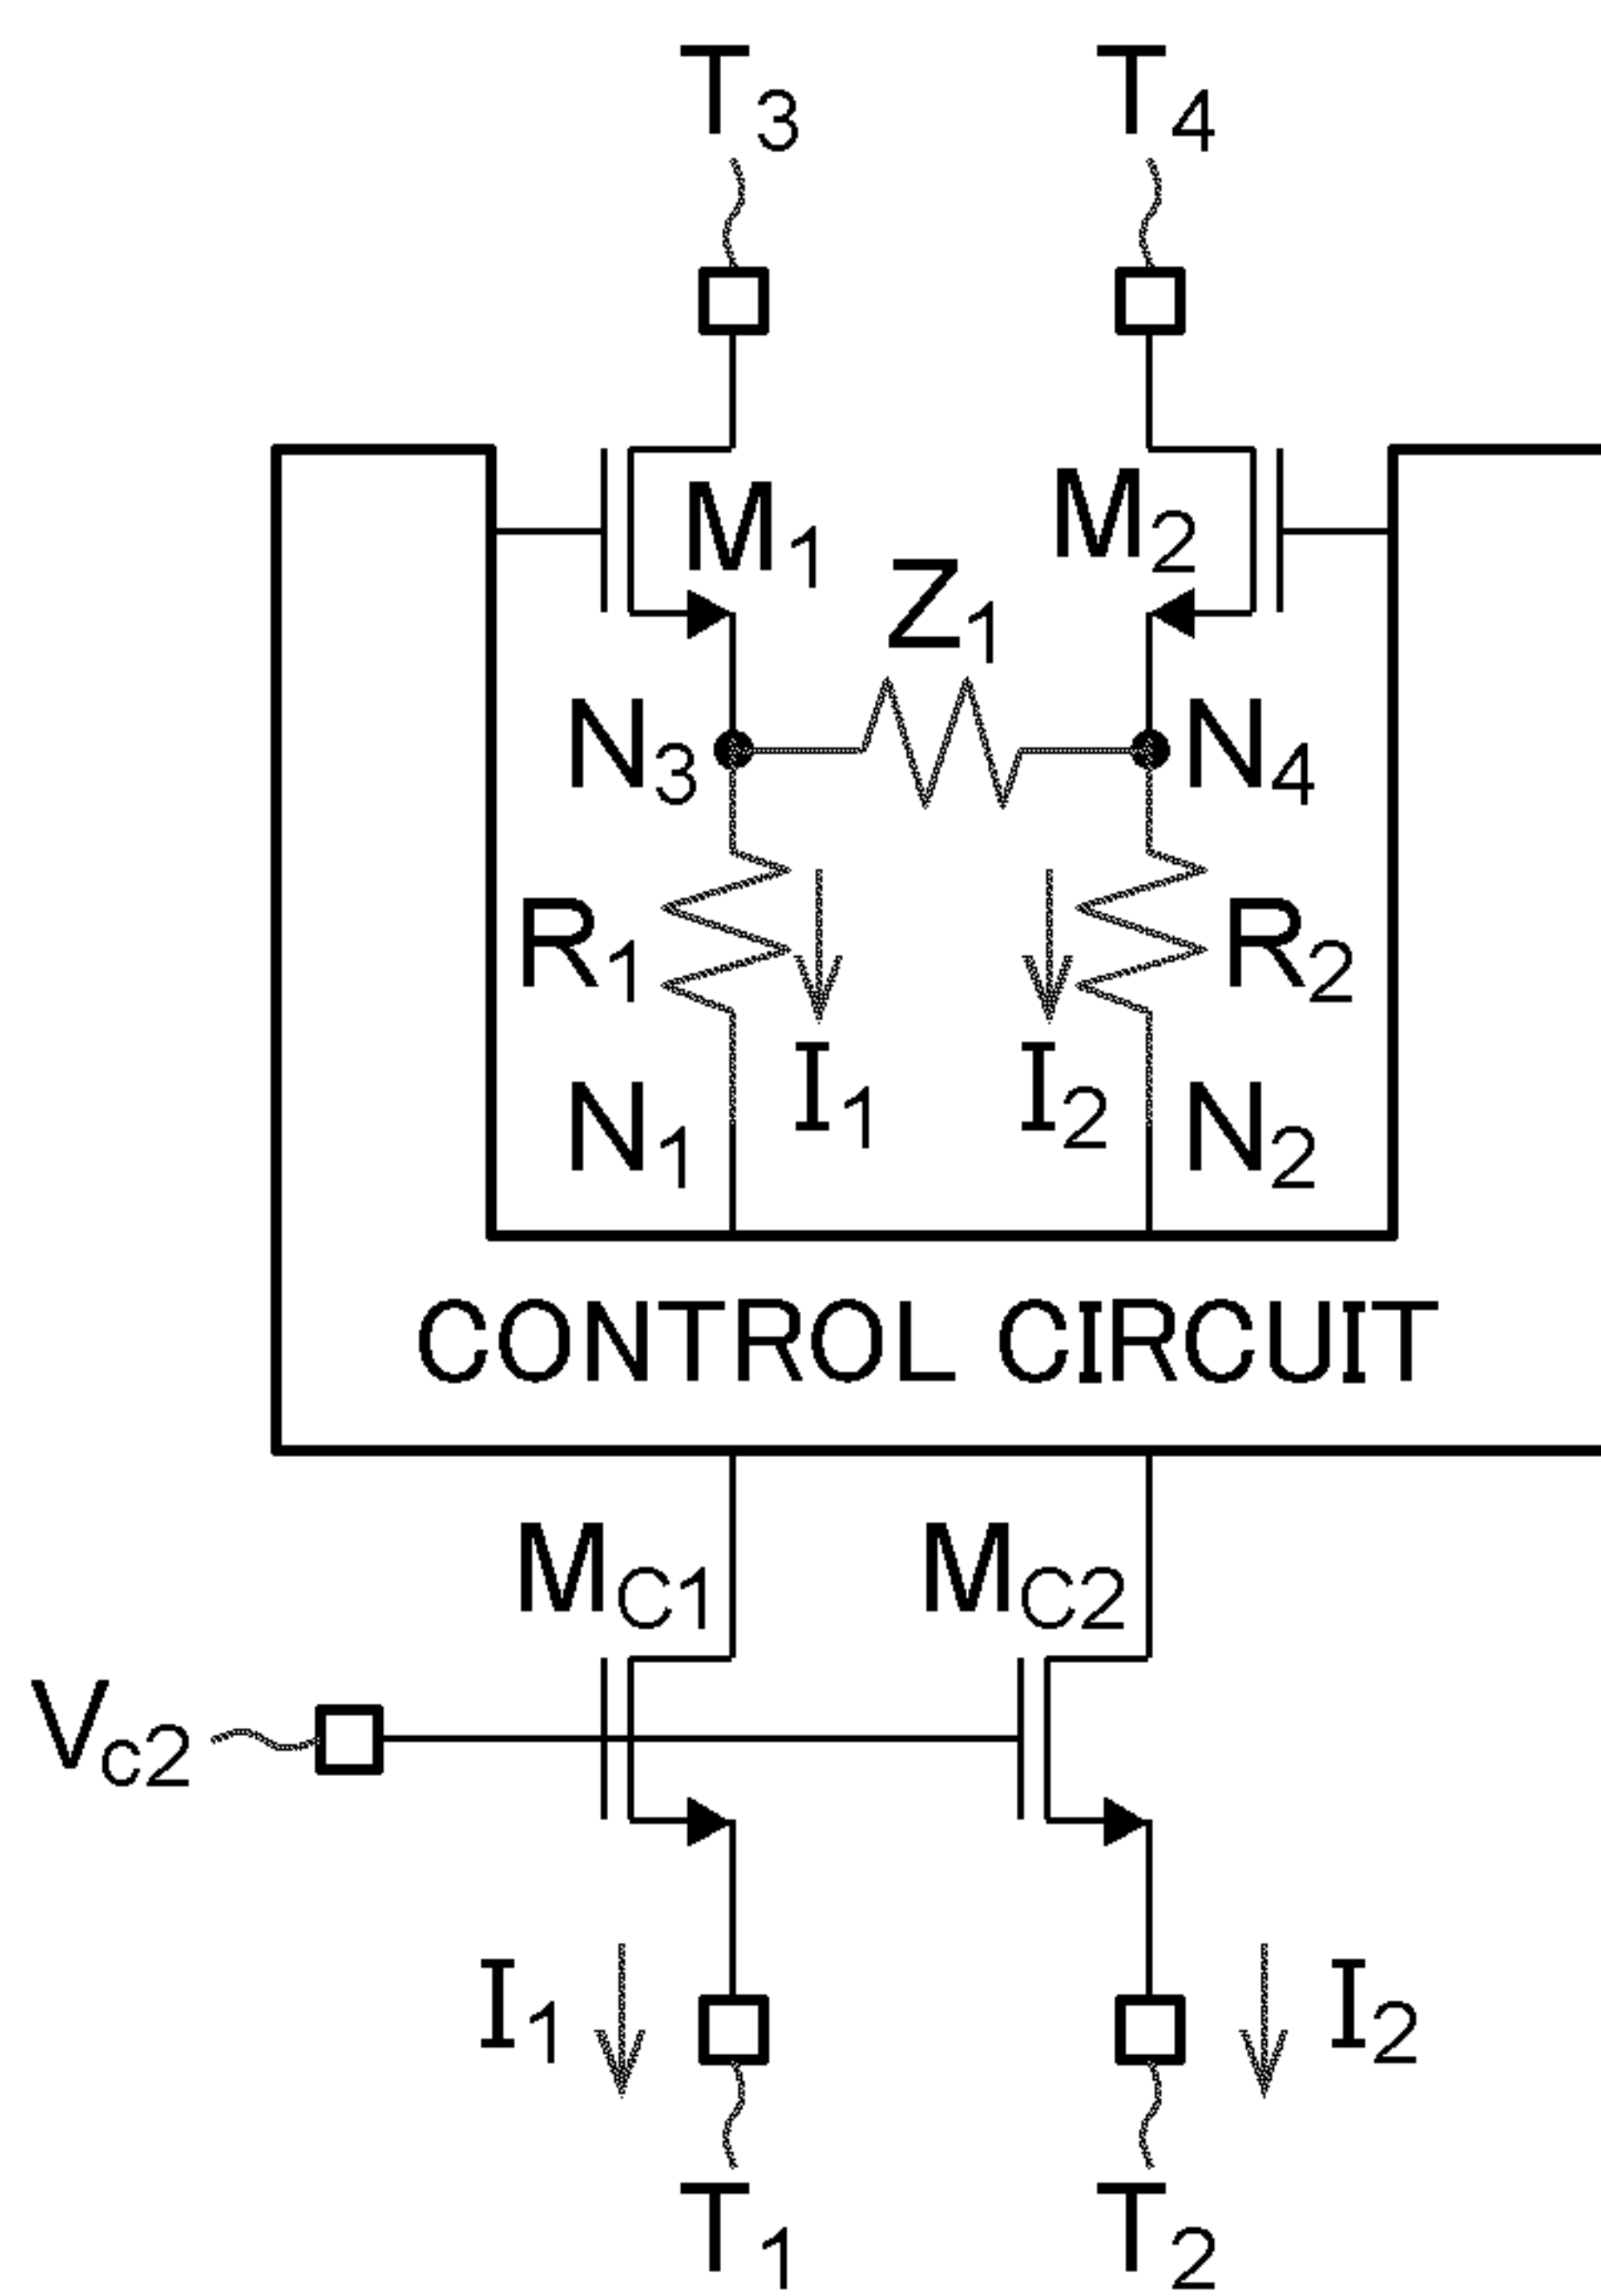 T3 T4
M1 M2
Z1
N3 N4
R1 R2
I1 I2
N1 N2
CONTROL CIRCUIT
MC1 MC2
Vc2
I1 I2
T1 T2